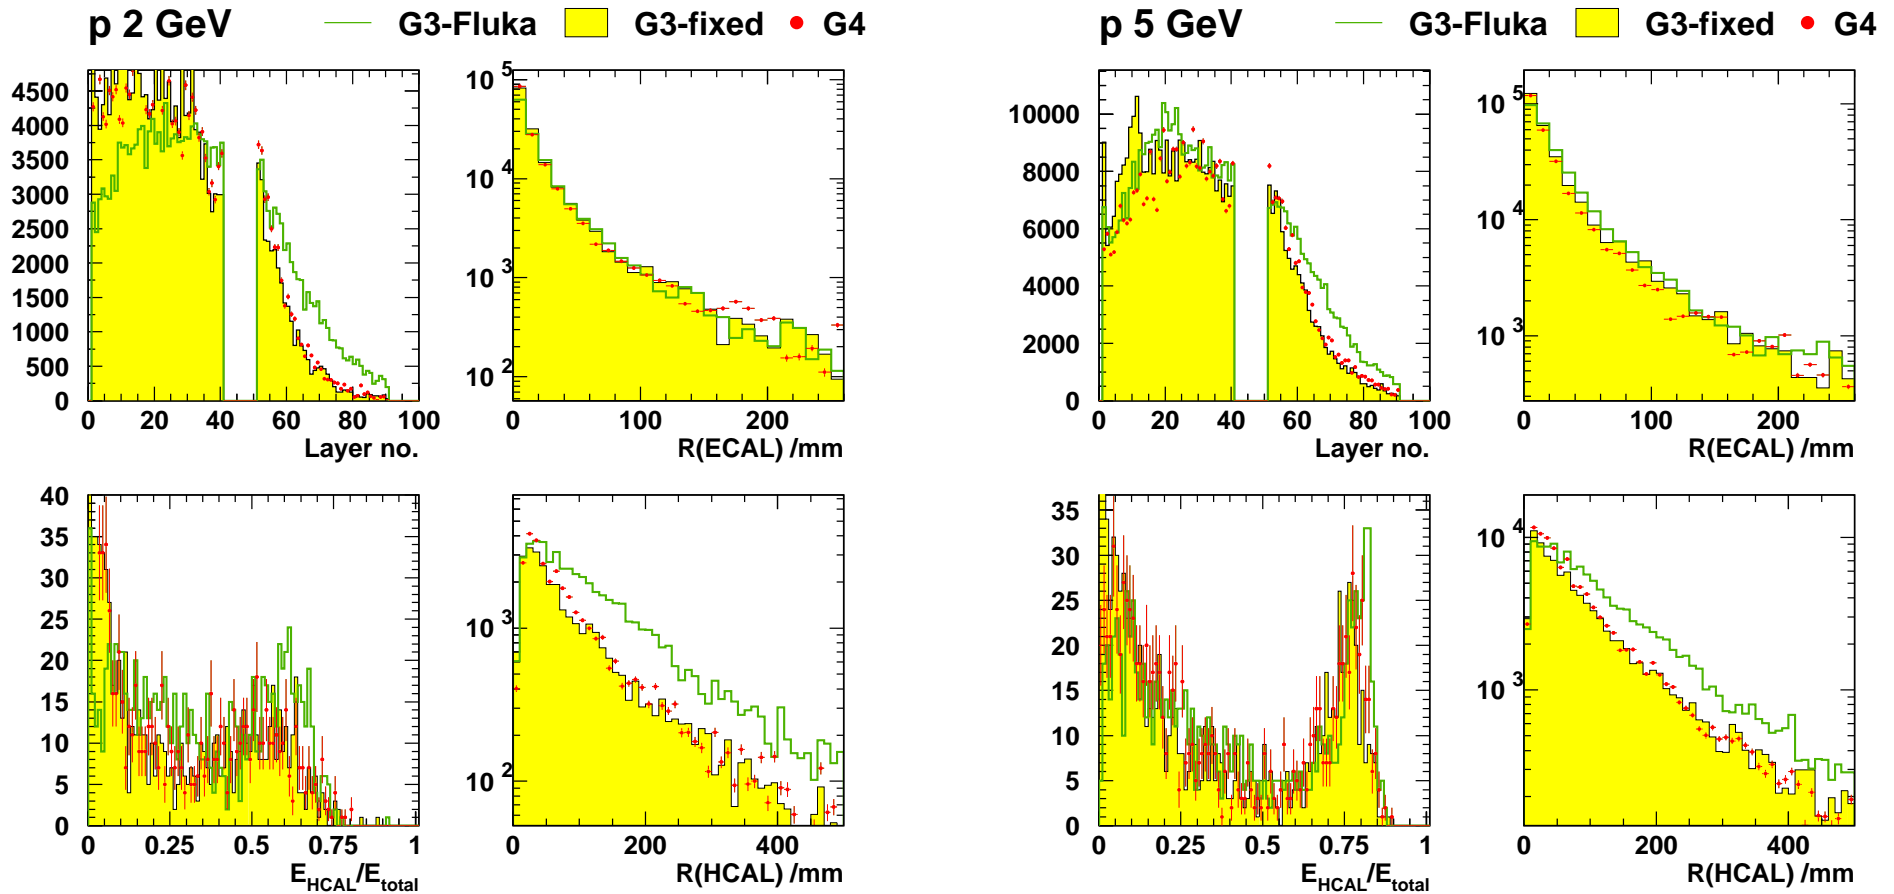 p 2 GeV G3-Fluka G3-fixed G4
4500
4000
3500
3000
2500
2000
1500
1000
500
0
0 20 40 60 80 100
Layer no.
10 5
10 4
10 3
10 2
0 100 200
R(ECAL) /mm
40
35
30
25
20
15
10
5
0
0 0.25 0.5 0.75 1
E_HCAL/E_total
10 3
10 2
0 200 400
R(HCAL) /mm
p 5 GeV G3-Fluka G3-fixed G4
10000
8000
6000
4000
2000
0
0 20 40 60 80 100
Layer no.
10 5
10 4
10 3
0 100 200
R(ECAL) /mm
35
30
25
20
15
10
5
0
0 0.25 0.5 0.75 1
E_HCAL/E_total
10 4
10 3
0 200 400
R(HCAL) /mm